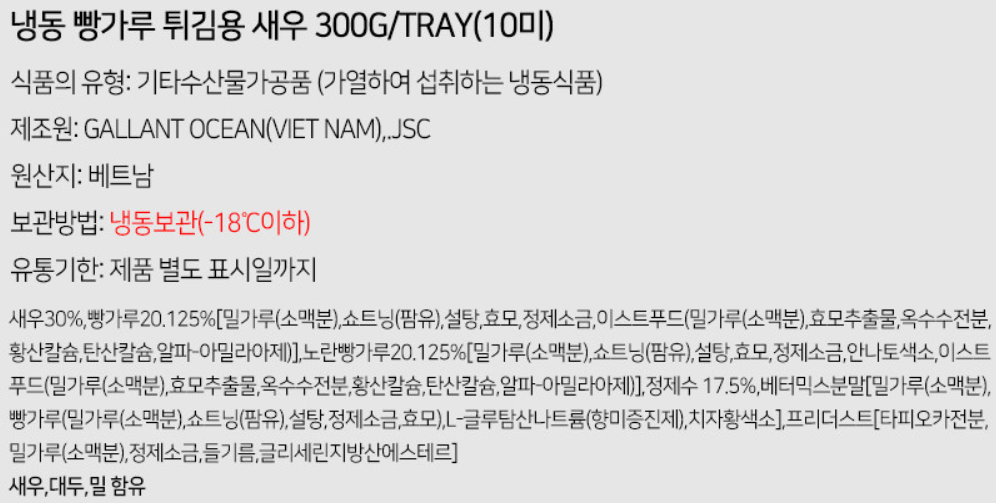 냉동 빵가루 튀김용 새우 300G/TRAY(10미)
식품의 유형: 기타수산물가공품 (가열하여 섭취하는 냉동식품)
제조원: GALLANT OCEAN(VIET NAM),.JSC
원산지: 베트남
보관방법: 냉동보관(-18℃이하)
유통기한: 제품 별도 표시일까지
새우30%,빵가루20.125%[밀가루(소맥분),쇼트닝(팜유),설탕,효모,정제소금,이스트푸드(밀가루(소맥분),효모추출물,옥수수전분,
황산칼슘,탄산칼슘,알파-아밀라아제)],노란빵가루20.125%[밀가루(소맥분),쇼트닝(팜유),설탕,효모,정제소금,안나토색소,이스트
푸드(밀가루(소맥분),효모추출물,옥수수전분,황산칼슘,탄산칼슘,알파-아밀라아제)],정제수 17.5%,베터믹스분말[밀가루(소맥분),
빵가루(밀가루(소맥분),쇼트닝(팜유),설탕,정제소금,효모),L-글루탐산나트륨(향미증진제),치자황색소],프리더스트[타피오카전분,
밀가루(소맥분),정제소금,들기름,글리세린지방산에스테르]
새우,대두,밀 함유